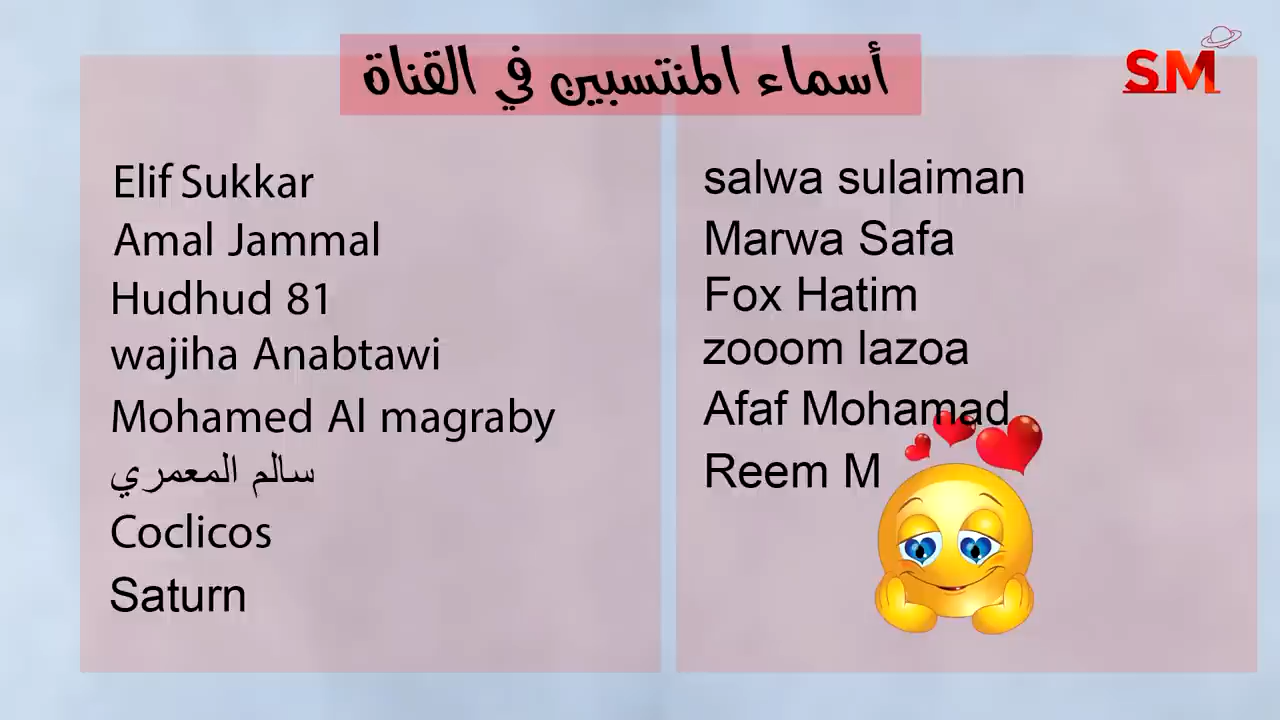 أسماء المنتسبين في القناة
SM
Elif Sukkar
Amal Jammal
Hudhud 81
wajiha Anabtawi
Mohamed Al magraby
سالم المعمري
Coclicos
Saturn
salwa sulaiman
Marwa Safa
Fox Hatim
zooom lazoa
Afaf Mohamad
Reem M